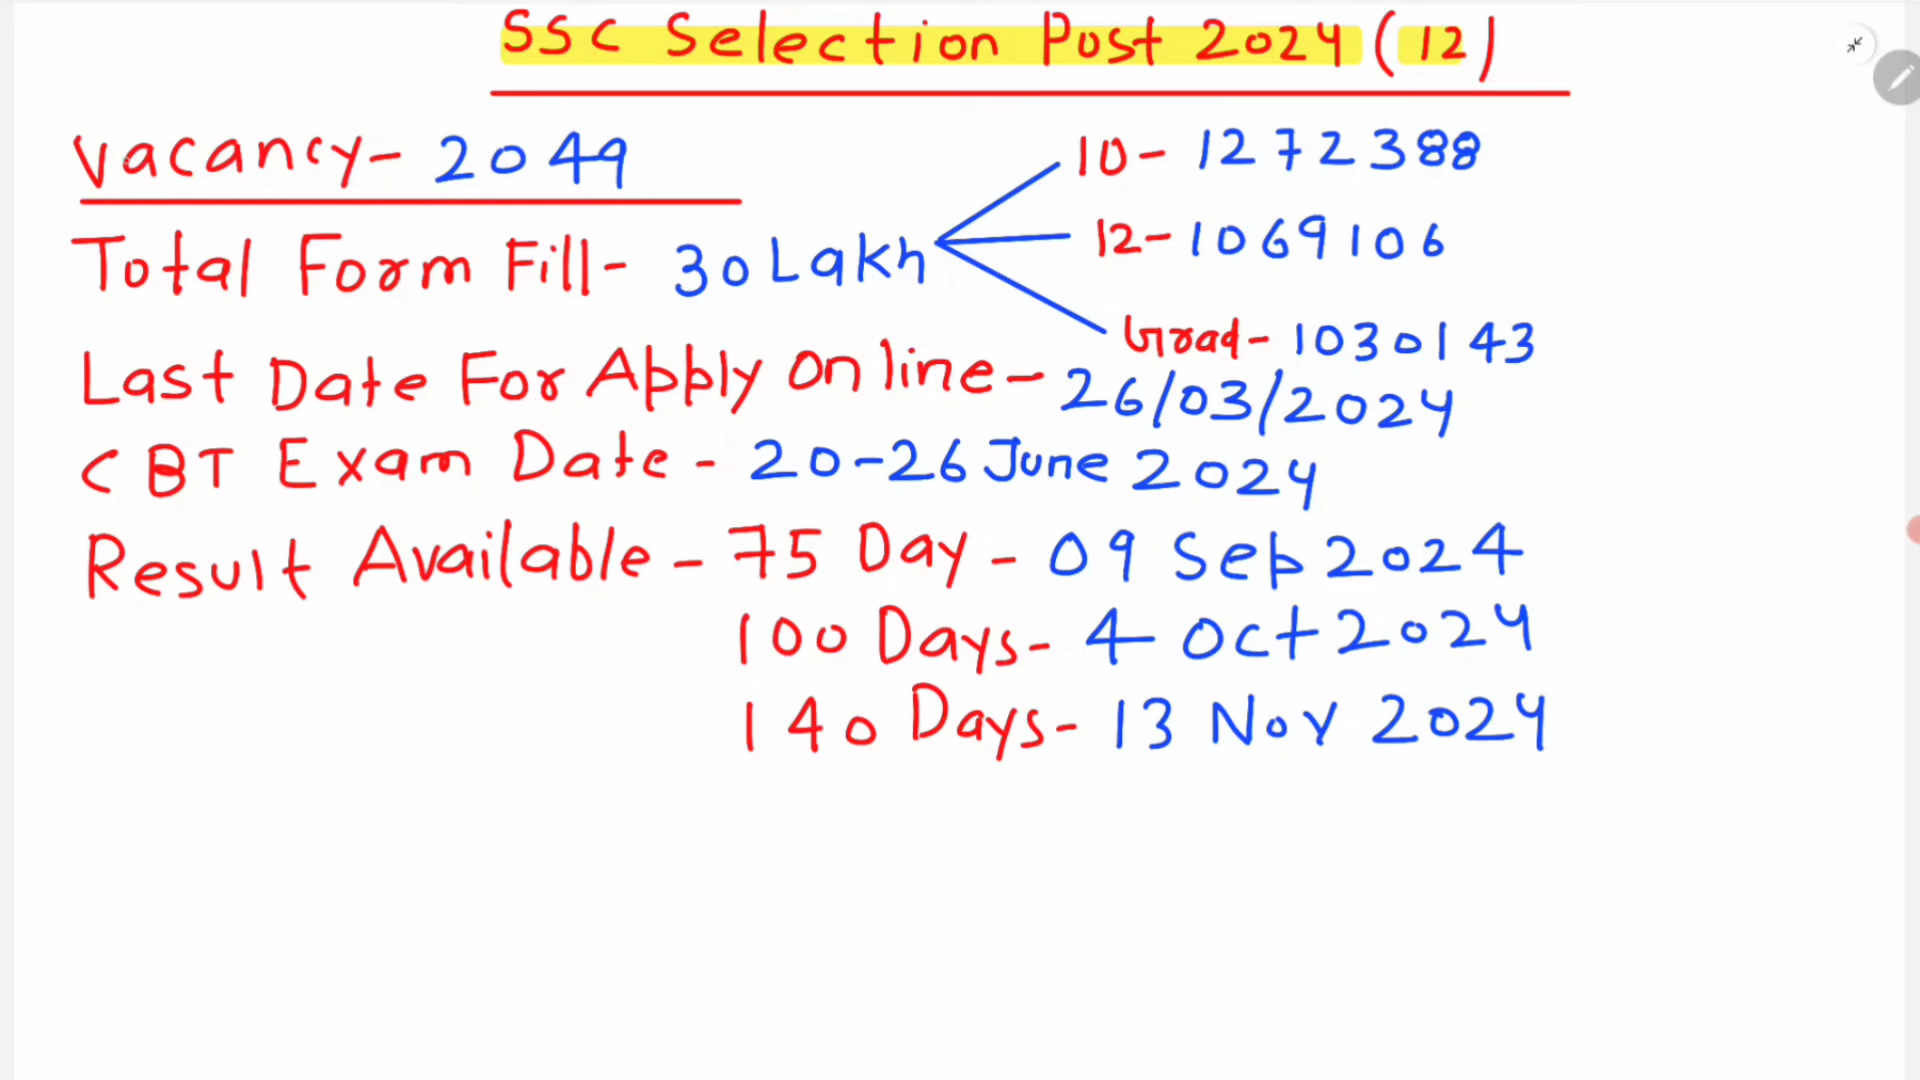 SSC Selection Post 2024 (12)
Vacancy- 2049
10- 1272388
Total Form Fill- 30 Lakh
12- 1069106
Grad- 1030143
Last Date For Apply Online- 26/03/2024
CBT Exam Date - 20-26 June 2024
Result Available - 75 Day - 09 Sep 2024
100 Days- 4 Oct 2024
140 Days- 13 Nov 2024